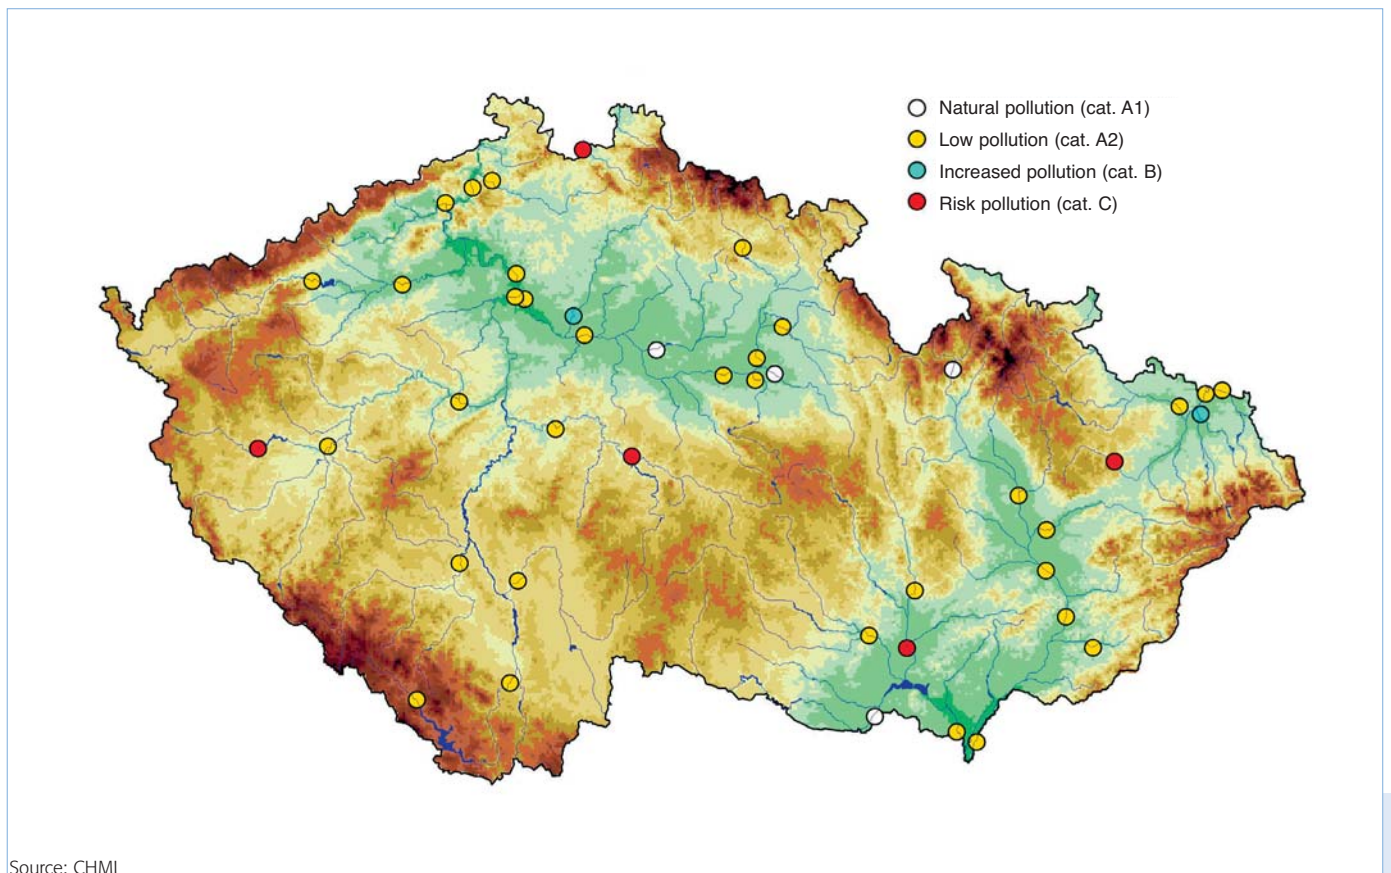 Natural pollution (cat. A1)
Low pollution (cat. A2)
Increased pollution (cat. B)
Risk pollution (cat. C)
Source: CHMI